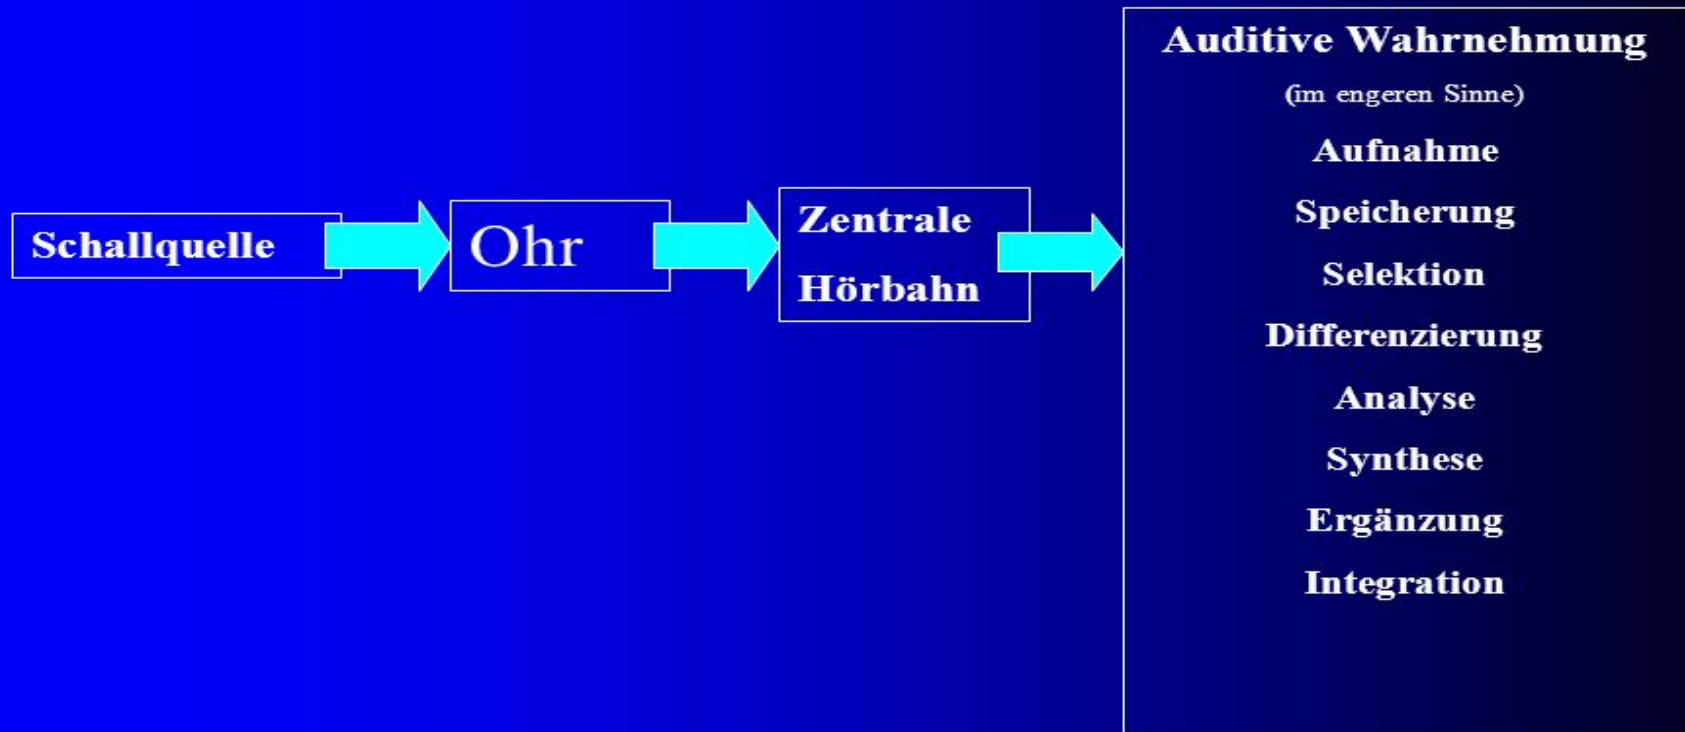 Schallquelle
Ohr
Zentrale
Hörbahn
Auditive Wahrnehmung
(im engeren Sinne)
Aufnahme
Speicherung
Selektion
Differenzierung
Analyse
Synthese
Ergänzung
Integration